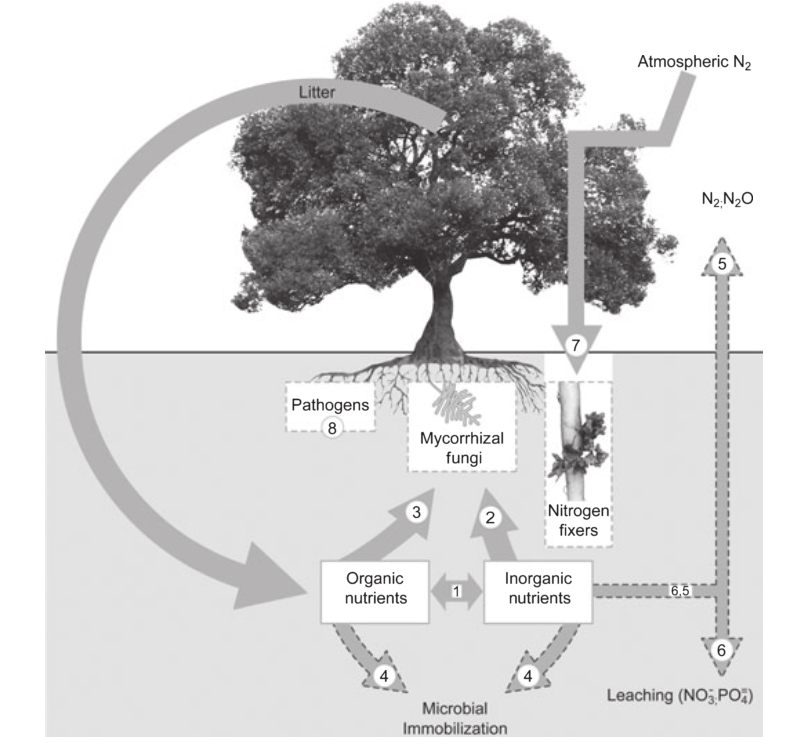 Atmospheric N₂
Litter
N₂;N₂O
5
7
Pathogens
8
Mycorrhizal
fungi
3
2
Nitrogen
fixers
Organic
nutrients
1
Inorganic
nutrients
6.5
4
4
6
Leaching (NO₃⁻;PO₄≡)
Microbial
Immobilization